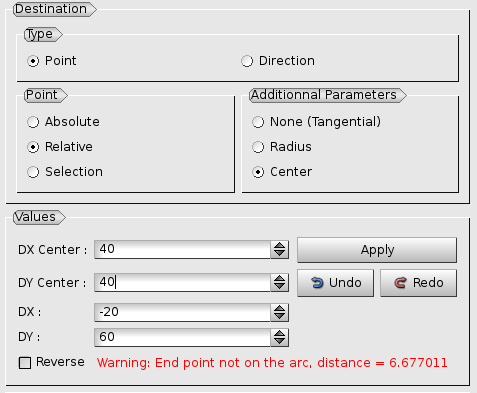 Destination
Type
Point Direction
Point Additionnal Parameters
Absolute None (Tangential)
Relative Radius
Selection Center
Values
DX Center : 40 Apply
DY Center : 40 Undo Redo
DX : -20
DY : 60
Reverse Warning: End point not on the arc, distance = 6.677011